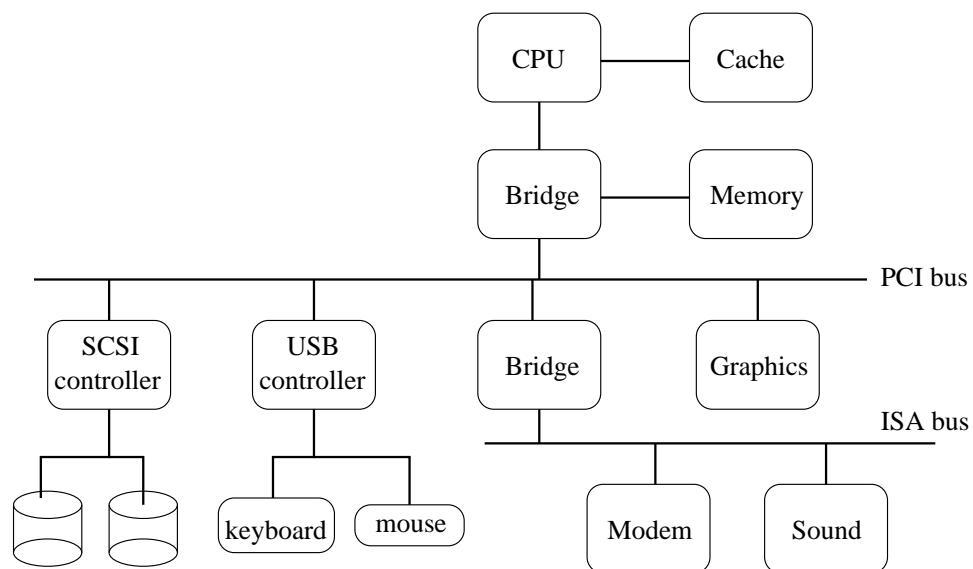 CPU
Cache
Bridge
Memory
PCI bus
SCSI
controller
USB
controller
Bridge
Graphics
ISA bus
keyboard
mouse
Modem
Sound